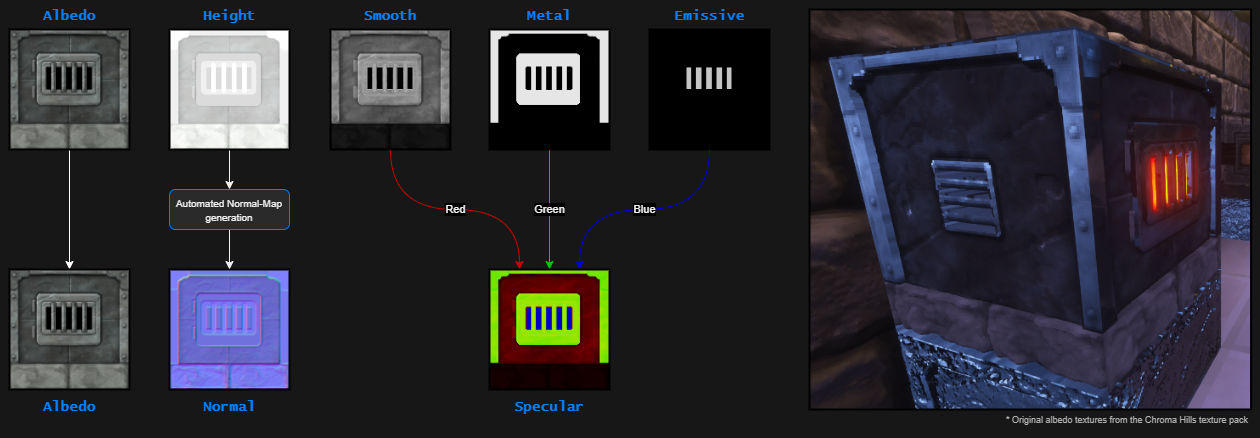 Albedo
Height
Smooth
Metal
Emissive
Automated Normal-Map
generation
Red
Green
Blue
Albedo
Normal
Specular
* Original albedo textures from the Chroma Hills texture pack